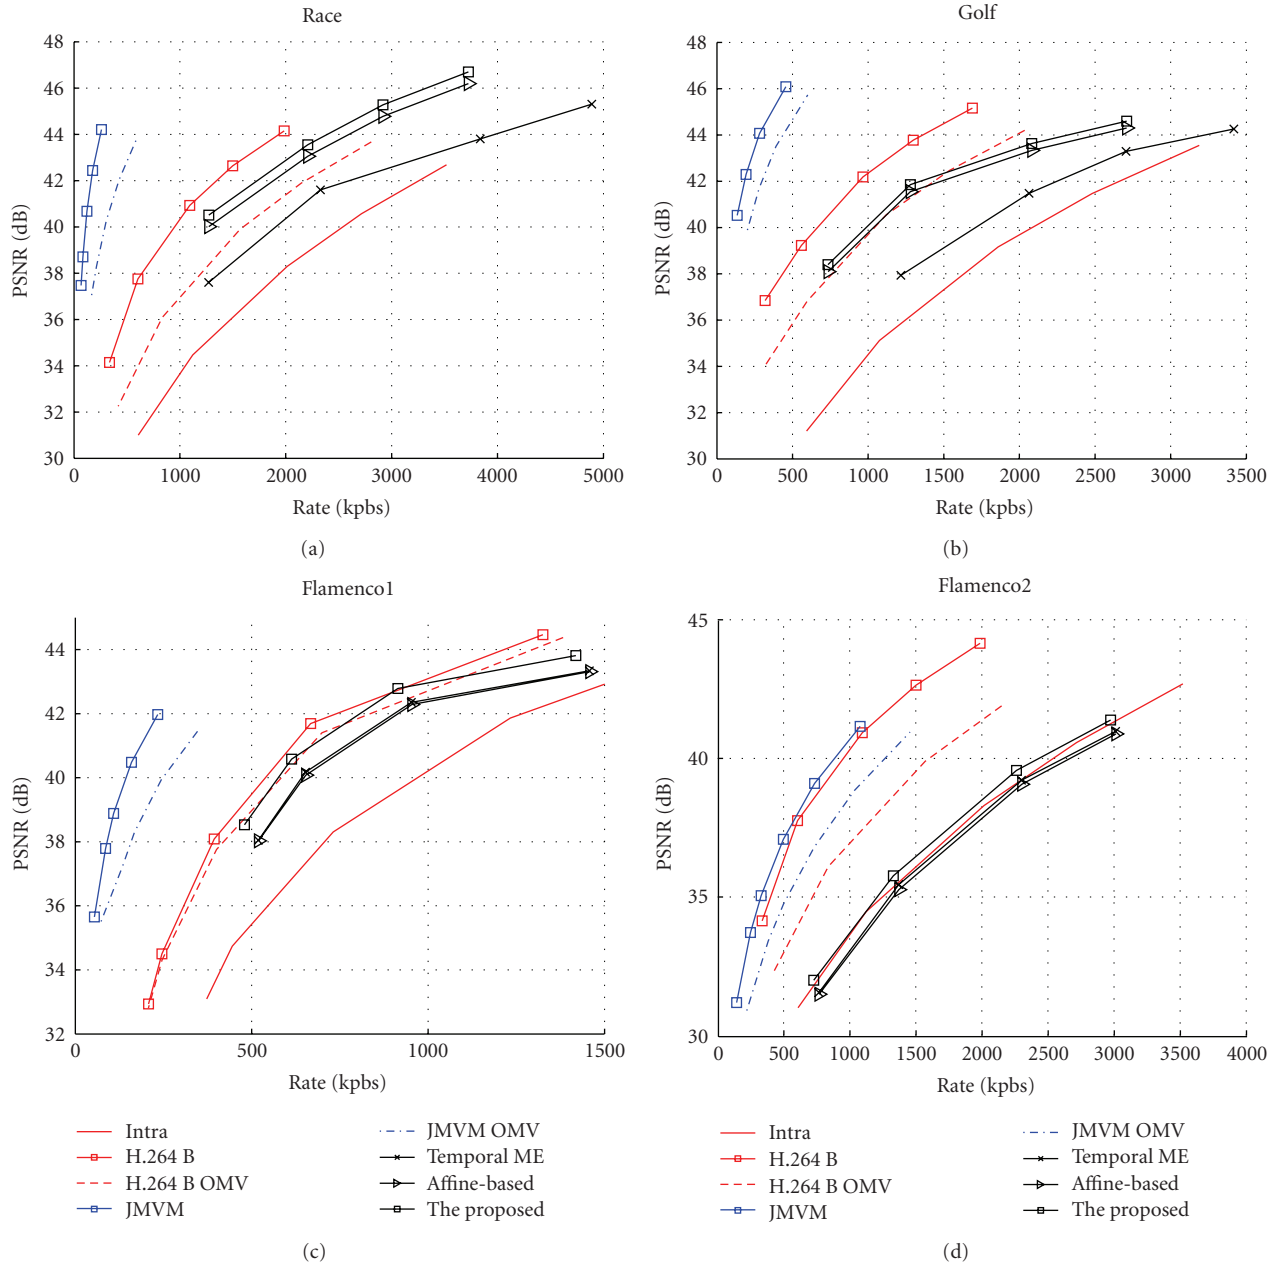 Race
48
46
44
42
40
38
36
34
32
30
PSNR (dB)
0 1000 2000 3000 4000 5000
Rate (kpbs)
(a)
Golf
48
46
44
42
40
38
36
34
32
30
PSNR (dB)
0 500 1000 1500 2000 2500 3000 3500
Rate (kpbs)
(b)
Flamenco1
44
42
40
38
36
34
32
PSNR (dB)
0 500 1000 1500
Rate (kpbs)
Intra
H.264 B
H.264 B OMV
JMVM
JMVM OMV
Temporal ME
Affine-based
The proposed
(c)
Flamenco2
45
40
35
30
PSNR (dB)
0 500 1000 1500 2000 2500 3000 3500 4000
Rate (kpbs)
Intra
H.264 B
H.264 B OMV
JMVM
JMVM OMV
Temporal ME
Affine-based
The proposed
(d)